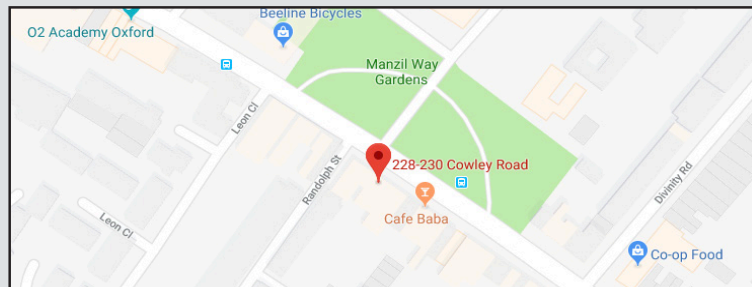 Beeline Bicycles
O2 Academy Oxford
Manzil Way
Gardens
Leon Cl
Randolph St
228-230 Cowley Road
Divinity Rd
Cafe Baba
Leon Cl
Co-op Food